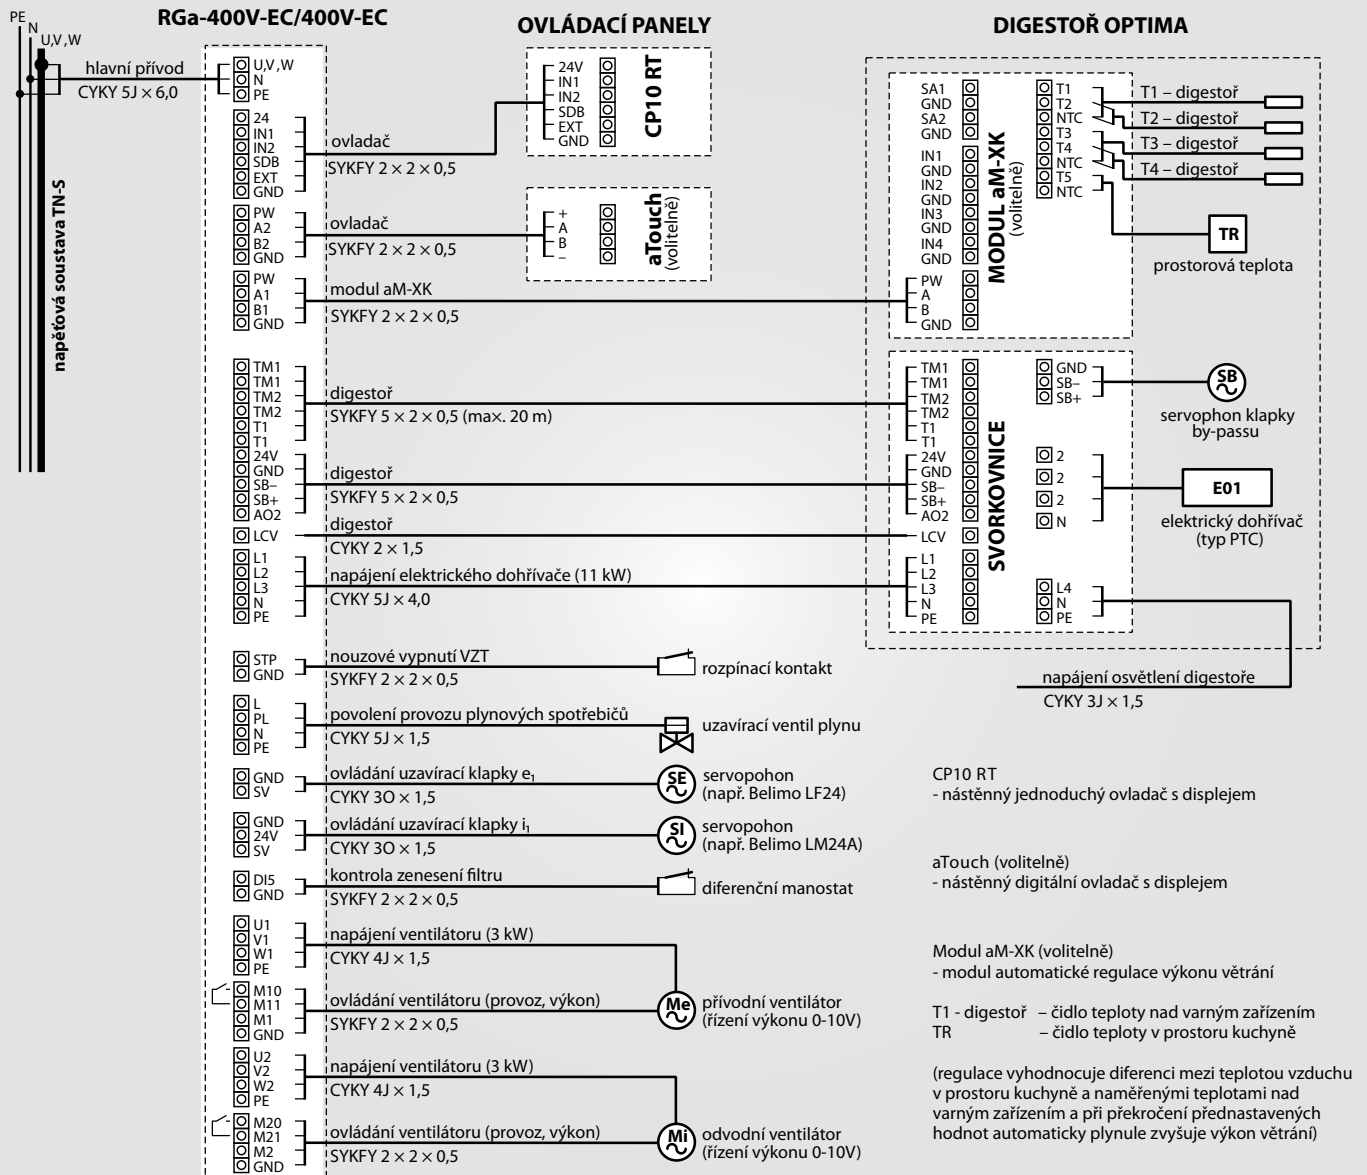 RGa-400V-EC/400V-EC
OVLÁDACÍ PANELY
DIGESTOŘ OPTIMA
PE
N
U,V,W
napěťová soustava TN-S
hlavní přívod
CYKY 5J × 6,0
U,V,W
N
PE
24
IN1
IN2
SDB
EXT
GND
ovladač
SYKFY 2 × 2 × 0,5
PW
A2
B2
GND
ovladač
SYKFY 2 × 2 × 0,5
PW
A1
B1
GND
modul aM-XK
SYKFY 2 × 2 × 0,5
TM1
TM1
TM2
TM2
T1
T1
digestoř
SYKFY 5 × 2 × 0,5 (max. 20 m)
24V
GND
SB–
SB+
AO2
digestoř
SYKFY 5 × 2 × 0,5
LCV
digestoř
CYKY 2 × 1,5
L1
L2
L3
N
PE
napájení elektrického dohřívače (11 kW)
CYKY 5J × 4,0
STP
GND
nouzové vypnutí VZT
SYKFY 2 × 2 × 0,5
rozpínací kontakt
L
PL
N
PE
povolení provozu plynových spotřebičů
CYKY 5J × 1,5
uzavírací ventil plynu
GND
SV
ovládání uzavírací klapky e₁
CYKY 3O × 1,5
SE
servopohon
(např. Belimo LF24)
GND
24V
SV
ovládání uzavírací klapky i₁
CYKY 3O × 1,5
SI
servopohon
(např. Belimo LM24A)
DI5
GND
kontrola zenesení filtru
SYKFY 2 × 2 × 0,5
diferenční manostat
U1
V1
W1
PE
napájení ventilátoru (3 kW)
CYKY 4J × 1,5
M10
M11
M1
GND
ovládání ventilátoru (provoz, výkon)
SYKFY 2 × 2 × 0,5
Me
přívodní ventilátor
(řízení výkonu 0-10V)
U2
V2
W2
PE
napájení ventilátoru (3 kW)
CYKY 4J × 1,5
M20
M21
M2
GND
ovládání ventilátoru (provoz, výkon)
SYKFY 2 × 2 × 0,5
Mi
odvodní ventilátor
(řízení výkonu 0-10V)
24V
IN1
IN2
SDB
EXT
GND
CP10 RT
+
A
B
–
aTouch
(volitelně)
SA1
GND
SA2
GND
IN1
GND
IN2
GND
IN3
GND
IN4
GND
PW
A
B
GND
MODUL aM-XK
(volitelně)
T1
T2
NTC
T3
T4
NTC
T5
NTC
T1 – digestoř
T2 – digestoř
T3 – digestoř
T4 – digestoř
TR
prostorová teplota
TM1
TM1
TM2
TM2
T1
T1
24V
GND
SB–
SB+
AO2
LCV
L1
L2
L3
N
PE
SVORKOVNICE
GND
SB–
SB+
SB
servophon klapky
by-passu
2
2
2
N
E01
elektrický dohřívač
(typ PTC)
L4
N
PE
napájení osvětlení digestoře
CYKY 3J × 1,5
CP10 RT
- nástěnný jednoduchý ovladač s displejem
aTouch (volitelně)
- nástěnný digitální ovladač s displejem
Modul aM-XK (volitelně)
- modul automatické regulace výkonu větrání
T1 - digestoř – čidlo teploty nad varným zařízením
TR – čidlo teploty v prostoru kuchyně
(regulace vyhodnocuje diferenci mezi teplotou vzduchu
v prostoru kuchyně a naměřenými teplotami nad
varným zařízením a při překročení přednastavených
hodnot automaticky plynule zvyšuje výkon větrání)